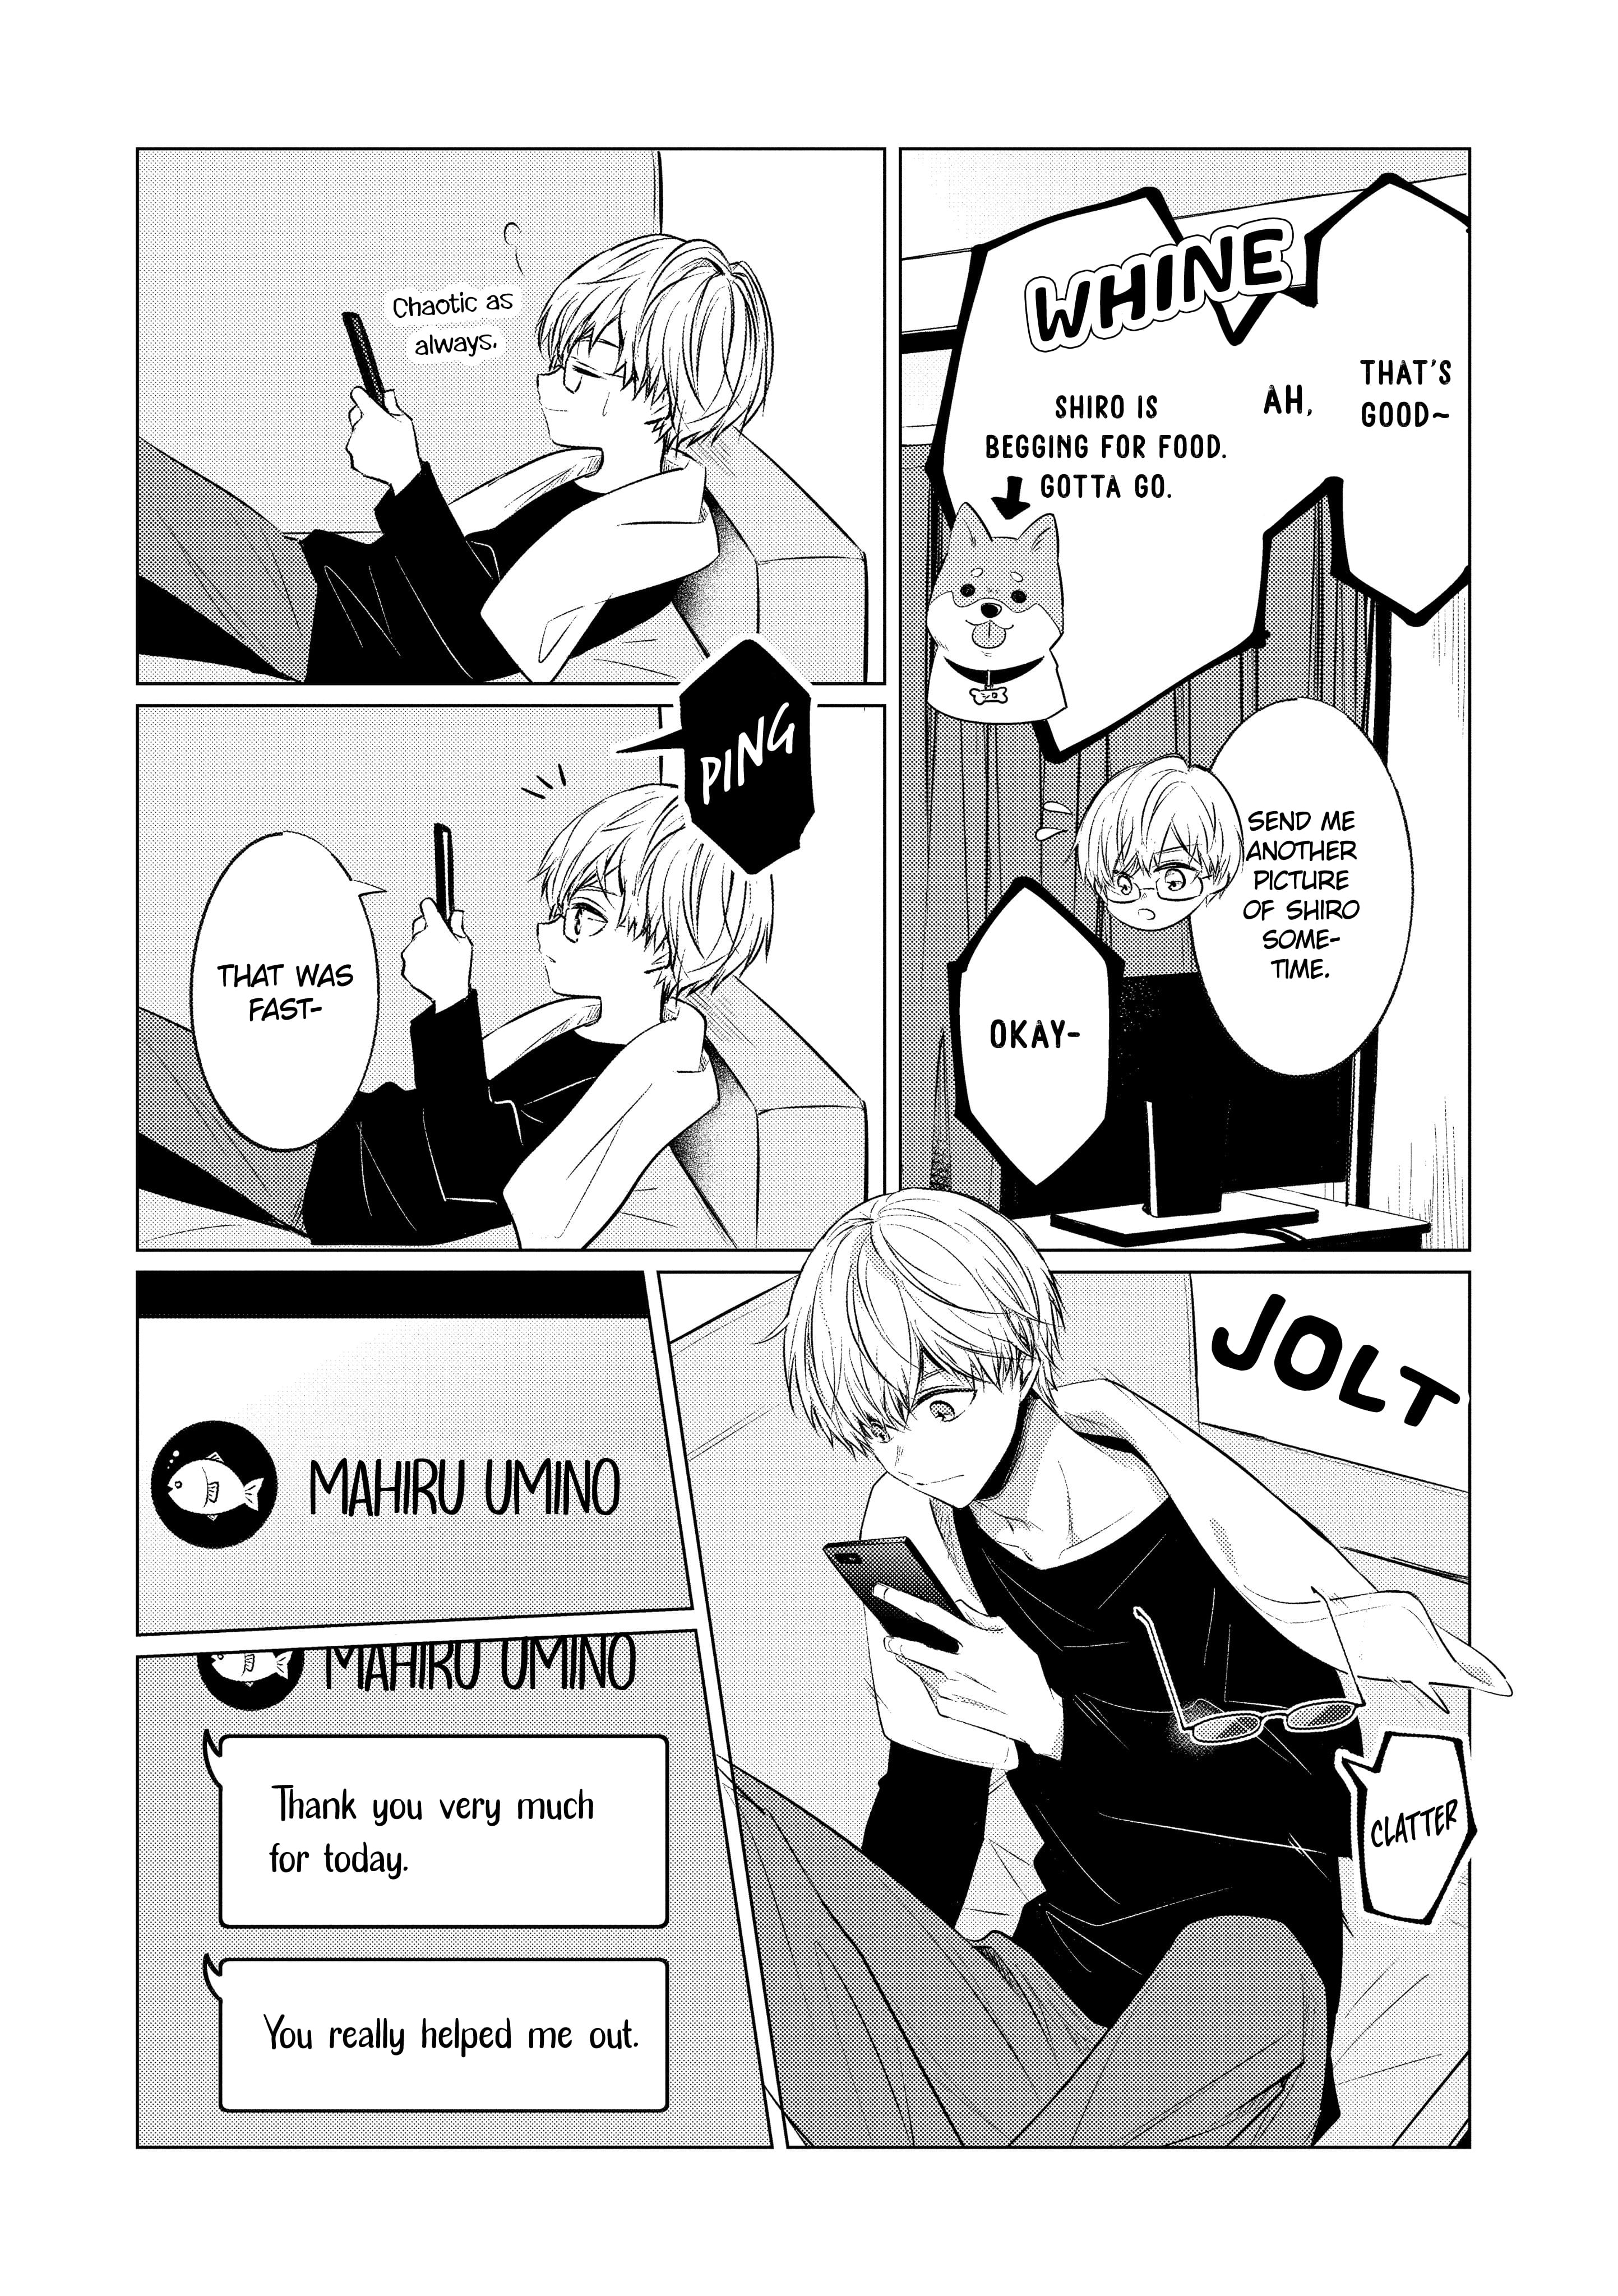 THAT'S
GOOD~
AH,
WHINE
SHIRO IS
BEGGING FOR FOOD.
GOTTA GO.
シロ
SEND ME
ANOTHER
PICTURE
OF SHIRO
SOME-
TIME.
OKAY-
Chaotic as
always.
PING
THAT WAS
FAST-
JOLT
CLATTER
MAHIRU UMINO
MAHIRU UMINO
Thank you very much
for today.
You really helped me out.